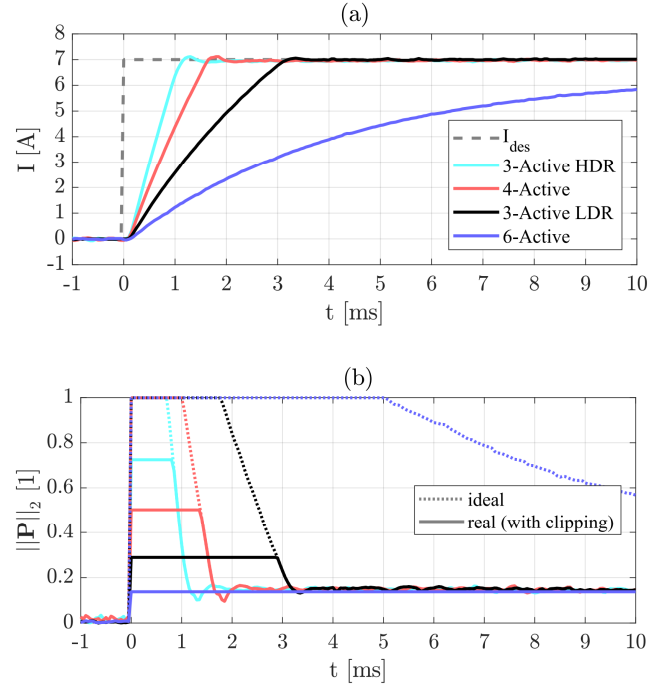 (a)
8
7
6
5
4
3
2
1
0
-1
I [A]
I_des
3-Active HDR
4-Active
3-Active LDR
6-Active
-1 0 1 2 3 4 5 6 7 8 9 10
t [ms]
(b)
1
0.8
0.6
0.4
0.2
0
||P||_2 [1]
ideal
real (with clipping)
-1 0 1 2 3 4 5 6 7 8 9 10
t [ms]